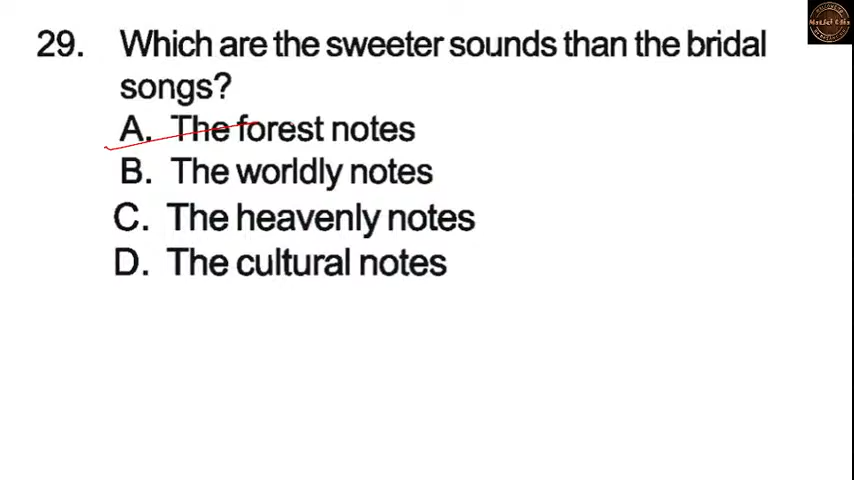 29. Which are the sweeter sounds than the bridal
songs?
A. The forest notes
B. The worldly notes
C. The heavenly notes
D. The cultural notes